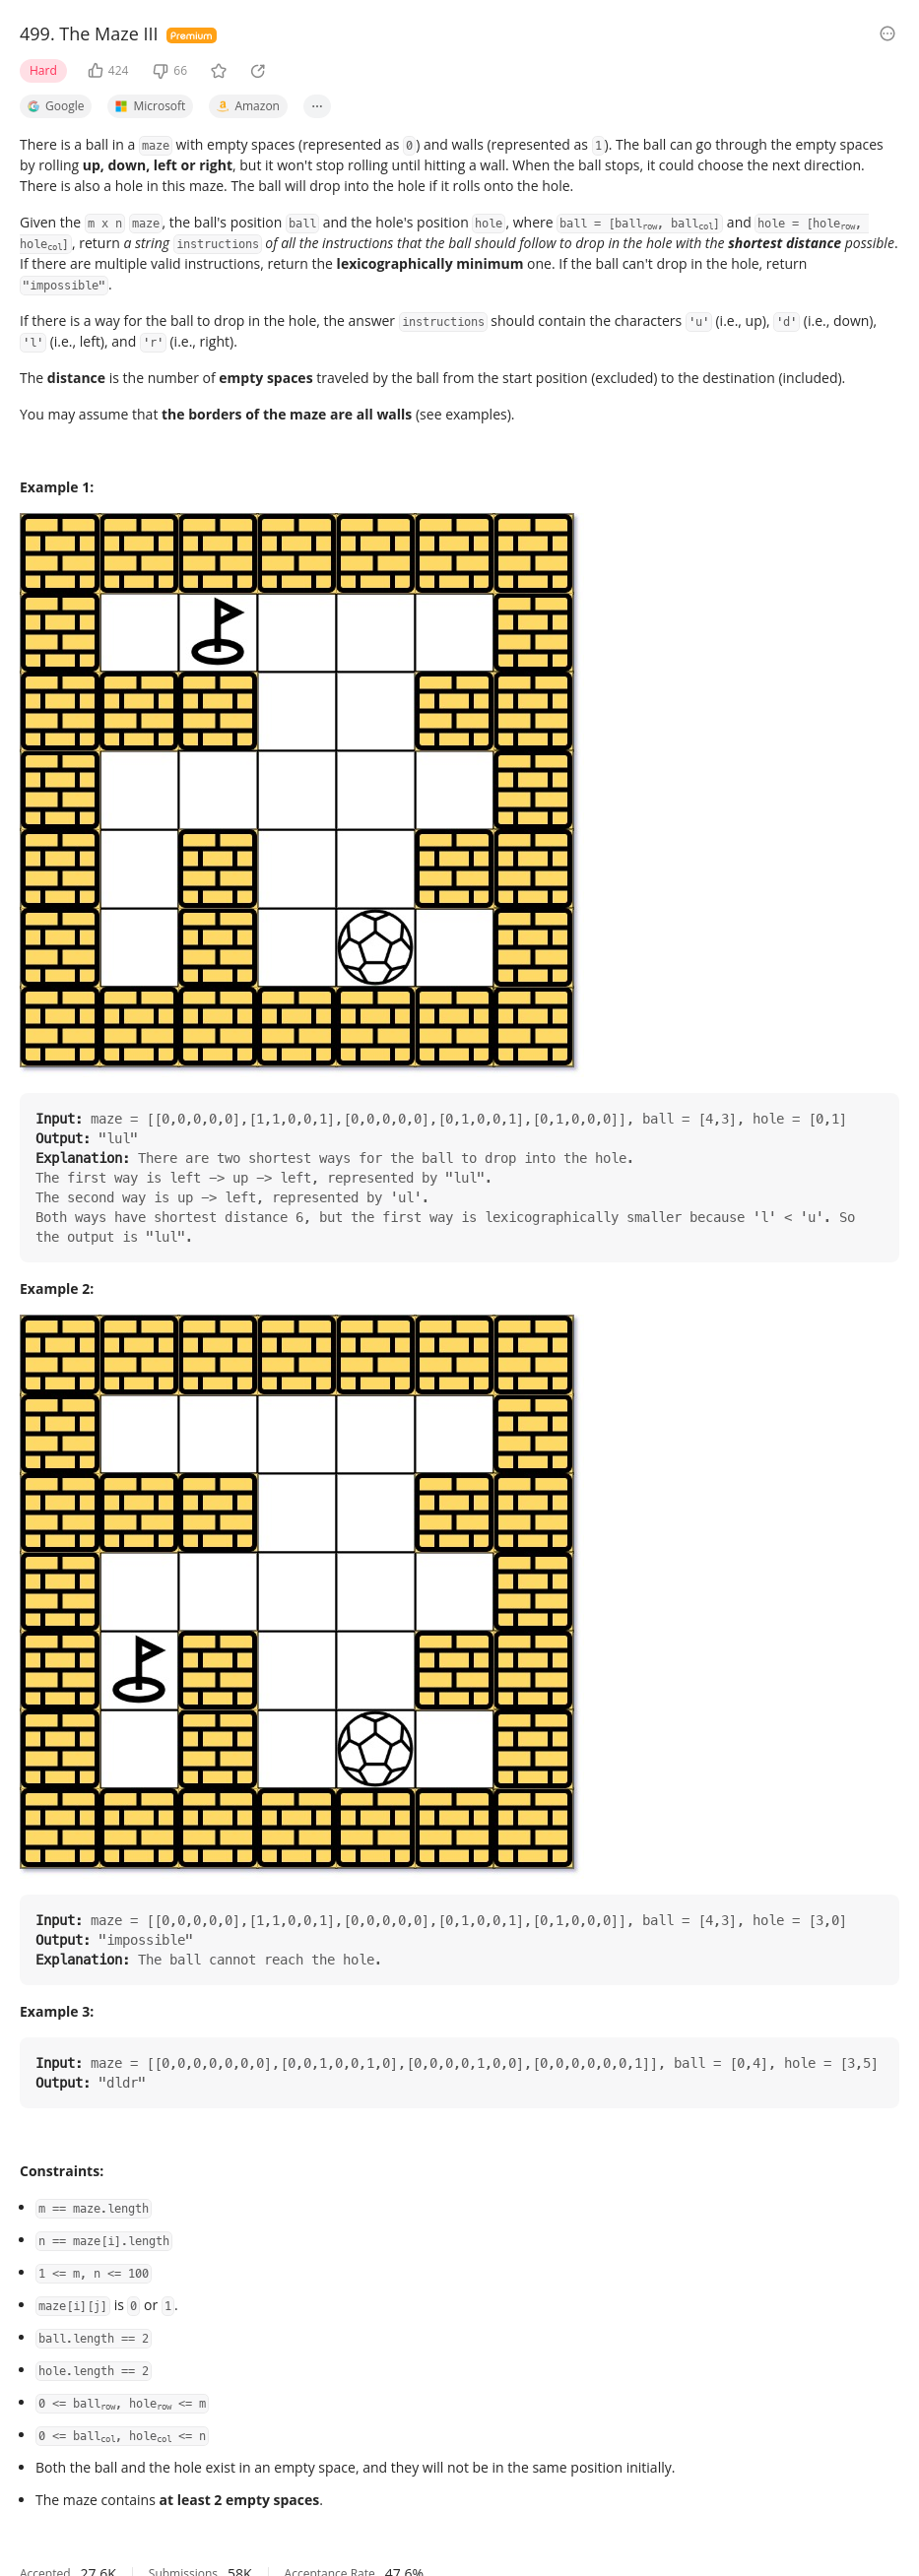 499. The Maze III Premium
Hard 424 66
Google Microsoft Amazon
There is a ball in a maze with empty spaces (represented as 0) and walls (represented as 1). The ball can go through the empty spaces
by rolling up, down, left or right, but it won't stop rolling until hitting a wall. When the ball stops, it could choose the next direction.
There is also a hole in this maze. The ball will drop into the hole if it rolls onto the hole.
Given the m x n maze, the ball's position ball and the hole's position hole, where ball = [ballrow, ballcol] and hole = [holerow,
holecol], return a string instructions of all the instructions that the ball should follow to drop in the hole with the shortest distance possible.
If there are multiple valid instructions, return the lexicographically minimum one. If the ball can't drop in the hole, return
"impossible".
If there is a way for the ball to drop in the hole, the answer instructions should contain the characters 'u' (i.e., up), 'd' (i.e., down),
'l' (i.e., left), and 'r' (i.e., right).
The distance is the number of empty spaces traveled by the ball from the start position (excluded) to the destination (included).
You may assume that the borders of the maze are all walls (see examples).
Example 1:
Input: maze = [[0,0,0,0,0],[1,1,0,0,1],[0,0,0,0,0],[0,1,0,0,1],[0,1,0,0,0]], ball = [4,3], hole = [0,1]
Output: "lul"
Explanation: There are two shortest ways for the ball to drop into the hole.
The first way is left -> up -> left, represented by "lul".
The second way is up -> left, represented by 'ul'.
Both ways have shortest distance 6, but the first way is lexicographically smaller because 'l' < 'u'. So
the output is "lul".
Example 2:
Input: maze = [[0,0,0,0,0],[1,1,0,0,1],[0,0,0,0,0],[0,1,0,0,1],[0,1,0,0,0]], ball = [4,3], hole = [3,0]
Output: "impossible"
Explanation: The ball cannot reach the hole.
Example 3:
Input: maze = [[0,0,0,0,0,0,0],[0,0,1,0,0,1,0],[0,0,0,0,1,0,0],[0,0,0,0,0,0,1]], ball = [0,4], hole = [3,5]
Output: "dldr"
Constraints:
m == maze.length
n == maze[i].length
1 <= m, n <= 100
maze[i][j] is 0 or 1.
ball.length == 2
hole.length == 2
0 <= ballrow, holerow <= m
0 <= ballcol, holecol <= n
Both the ball and the hole exist in an empty space, and they will not be in the same position initially.
The maze contains at least 2 empty spaces.
Accepted 27.6K Submissions 58K Acceptance Rate 47.6%